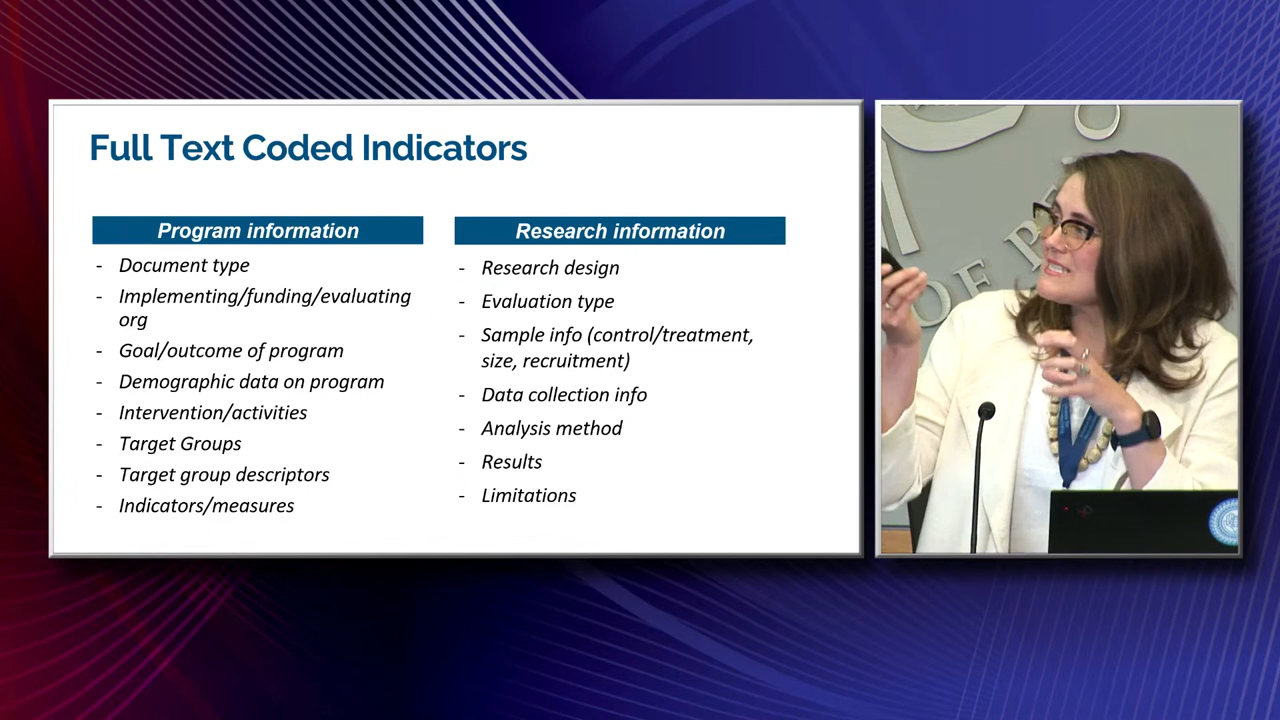 Full Text Coded Indicators
Program information
- Document type
- Implementing/funding/evaluating
org
- Goal/outcome of program
- Demographic data on program
- Intervention/activities
- Target Groups
- Target group descriptors
- Indicators/measures
Research information
- Research design
- Evaluation type
- Sample info (control/treatment,
size, recruitment)
- Data collection info
- Analysis method
- Results
- Limitations
OF